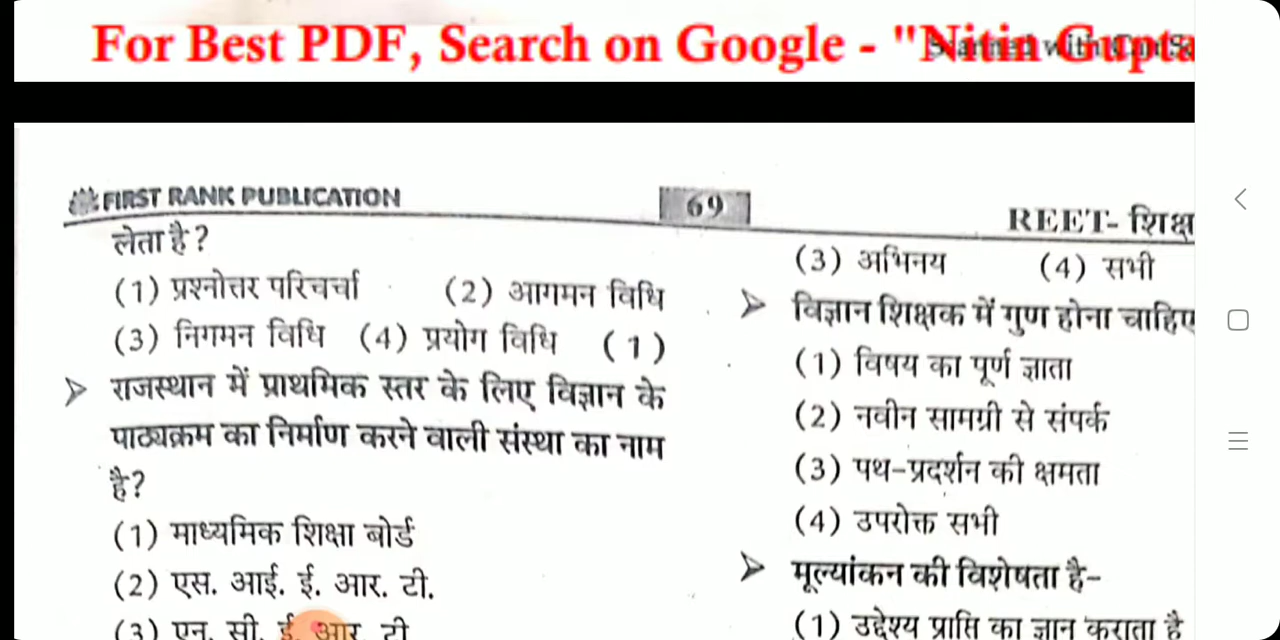 For Best PDF, Search on Google - "Nitin Gupta
FIRST RANK PUBLICATION
69
REET- शिक्ष
लेता है?
(1) प्रश्नोत्तर परिचर्चा (2) आगमन विधि
(3) निगमन विधि (4) प्रयोग विधि (1)
राजस्थान में प्राथमिक स्तर के लिए विज्ञान के
पाठ्यक्रम का निर्माण करने वाली संस्था का नाम
है?
(1) माध्यमिक शिक्षा बोर्ड
(2) एस. आई. ई. आर. टी.
(3) एन. सी. ई. आर. टी
(3) अभिनय (4) सभी
विज्ञान शिक्षक में गुण होना चाहिए
(1) विषय का पूर्ण ज्ञाता
(2) नवीन सामग्री से संपर्क
(3) पथ-प्रदर्शन की क्षमता
(4) उपरोक्त सभी
मूल्यांकन की विशेषता है-
(1) उद्देश्य प्राप्ति का ज्ञान कराता है